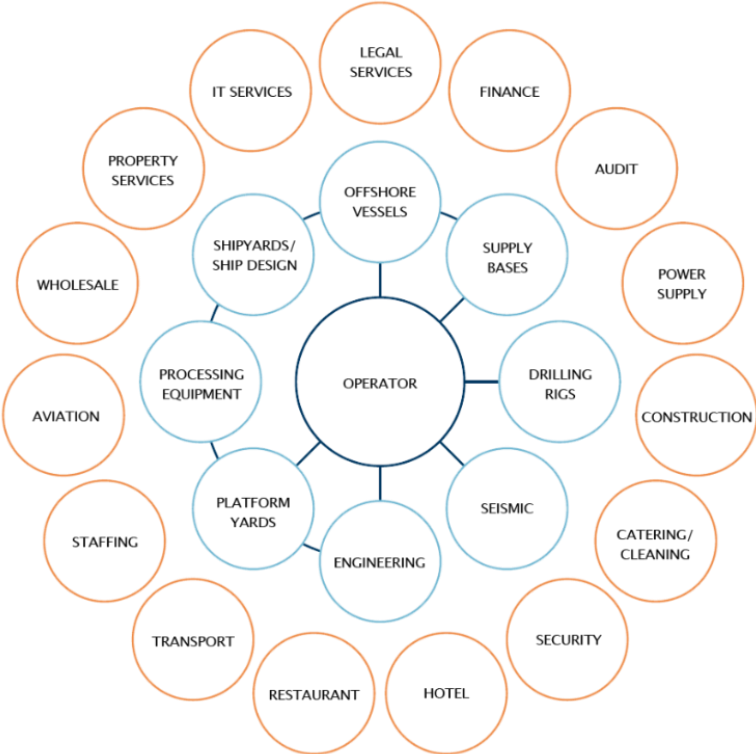 LEGAL
SERVICES
IT SERVICES
FINANCE
PROPERTY
SERVICES
AUDIT
OFFSHORE
VESSELS
SHIPYARDS/
SHIP DESIGN
SUPPLY
BASES
WHOLESALE
POWER
SUPPLY
PROCESSING
EQUIPMENT
OPERATOR
DRILLING
RIGS
AVIATION
CONSTRUCTION
PLATFORM
YARDS
SEISMIC
STAFFING
CATERING/
CLEANING
ENGINEERING
TRANSPORT
SECURITY
RESTAURANT
HOTEL